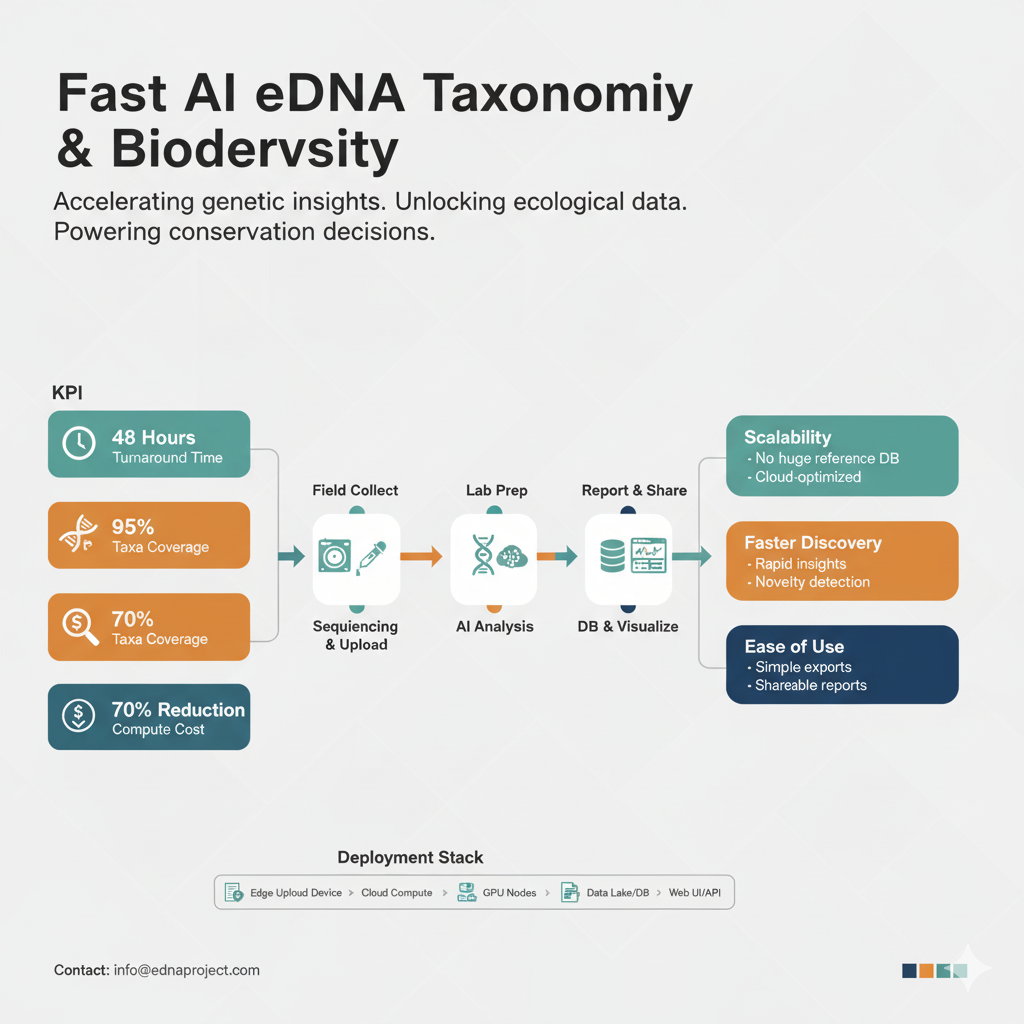 Fast AI eDNA Taxonomiy
& Biodervsity
Accelerating genetic insights. Unlocking ecological data.
Powering conservation decisions.
KPI
48 Hours
Turnaround Time
95%
Taxa Coverage
70%
Taxa Coverage
70% Reduction
Compute Cost
Field Collect
Sequiencing
& Upload
Lab Prep
AI Analysis
Report & Share
DB & Visualize
Scalability
- No huge reference DB
- Cloud-optimized
Faster Discovery
- Rapid insights
- Novelty detection
Ease of Use
- Simple exports
- Shareable reports
Deployment Stack
Edge Uploud Device > Cloud Compute > GPU Nodes > Data Lake/DB > Web UI/API
Contact: info@ednaproject.com